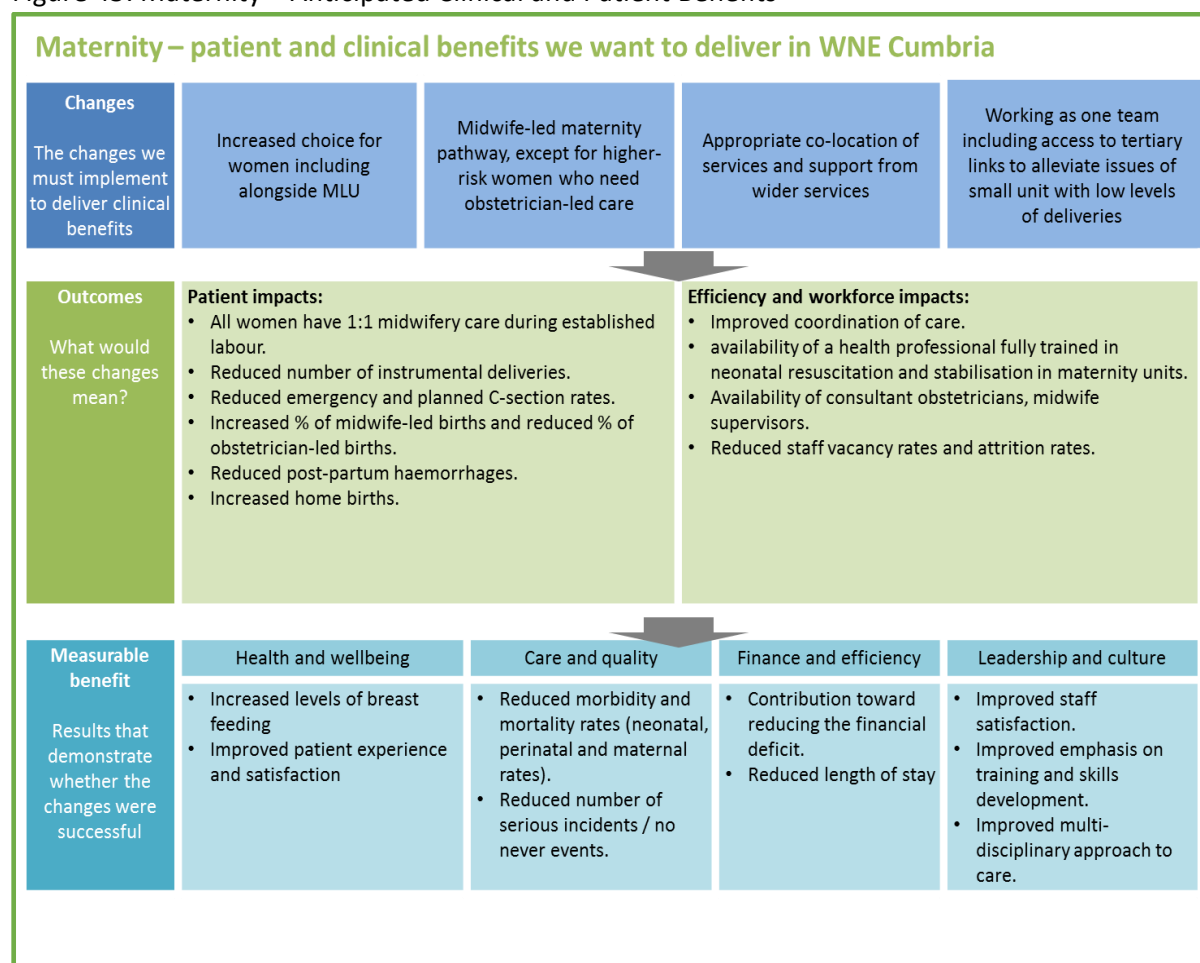 Figure Maternity – Anticipated Clinical and Patient Benefits
Maternity – patient and clinical benefits we want to deliver in WNE Cumbria
Changes
The changes we
must implement
to deliver clinical
benefits
Increased choice for
women including
alongside MLU
Midwife-led maternity
pathway, except for higher-
risk women who need
obstetrician-led care
Appropriate co-location of
services and support from
wider services
Working as one team
including access to tertiary
links to alleviate issues of
small unit with low levels
of deliveries
Outcomes
What would
these changes
mean?
Patient impacts:
• All women have 1:1 midwifery care during established
labour.
• Reduced number of instrumental deliveries.
• Reduced emergency and planned C-section rates.
• Increased % of midwife-led births and reduced % of
obstetrician-led births.
• Reduced post-partum haemorrhages.
• Increased home births.
Efficiency and workforce impacts:
• Improved coordination of care.
• availability of a health professional fully trained in
neonatal resuscitation and stabilisation in maternity units.
• Availability of consultant obstetricians, midwife
supervisors.
• Reduced staff vacancy rates and attrition rates.
Measurable
benefit
Results that
demonstrate
whether the
changes were
successful
Health and wellbeing
• Increased levels of breast
feeding
• Improved patient experience
and satisfaction
Care and quality
• Reduced morbidity and
mortality rates (neonatal,
perinatal and maternal
rates).
• Reduced number of
serious incidents / no
never events.
Finance and efficiency
• Contribution toward
reducing the financial
deficit.
• Reduced length of stay
Leadership and culture
• Improved staff
satisfaction.
• Improved emphasis on
training and skills
development.
• Improved multi-
disciplinary approach to
care.